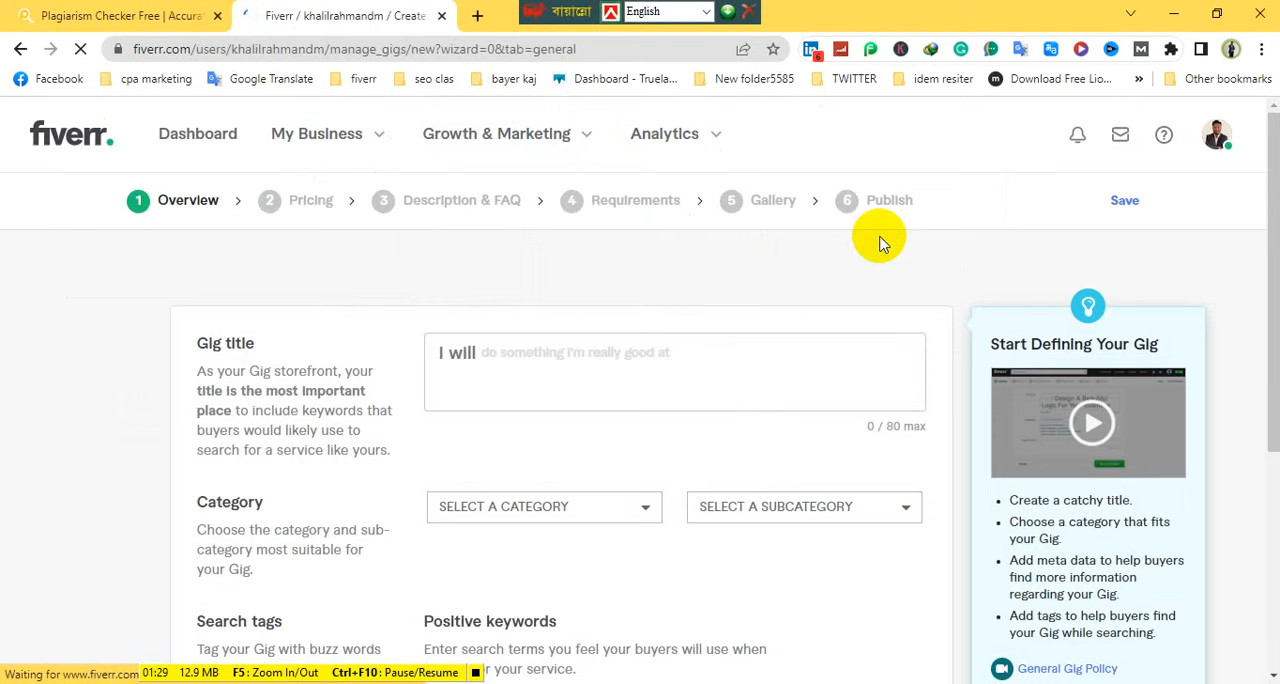 Plagiarism Checker Free | Accurat
Fiverr / khalilrahmandm / Create
বায়ান্নো
English
fiverr.com/users/khalilrahmandm/manage_gigs/new?wizard=0&tab=general
6
M
Facebook
cpa marketing
Google Translate
fiverr
seo clas
bayer kaj
Dashboard - Truela...
New folder5585
TWITTER
idem resiter
Download Free Lio...
»
Other bookmarks
fiverr.
Dashboard
My Business
Growth & Marketing
Analytics
1 Overview
2 Pricing
3 Description & FAQ
4 Requirements
5 Gallery
6 Publish
Save
Gig title
As your Gig storefront, your
title is the most important
place to include keywords that
buyers would likely use to
search for a service like yours.
I will do something I'm really good at
0 / 80 max
Category
Choose the category and sub-
category most suitable for
your Gig.
SELECT A CATEGORY
SELECT A SUBCATEGORY
Search tags
Tag your Gig with buzz words
Positive keywords
Enter search terms you feel your buyers will use when
r your service.
Start Defining Your Gig
• Create a catchy title.
• Choose a category that fits
your Gig.
• Add meta data to help buyers
find more information
regarding your Gig.
• Add tags to help buyers find
your Gig while searching.
General Gig Policy
Waiting for www.fiverr.com
01:29 12.9 MB F5: Zoom In/Out Ctrl+F10: Pause/Resume